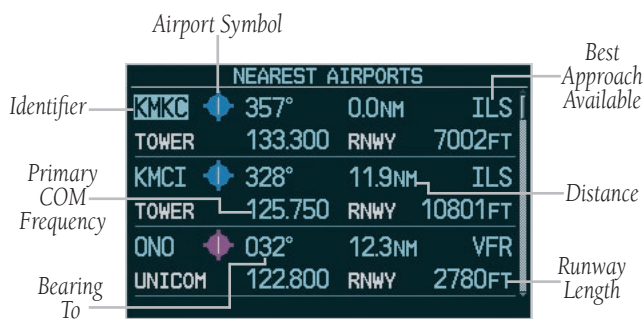 Airport Symbol
Best
Approach
Available
Identifier
Primary
COM
Frequency
Bearing
To
Distance
Runway
Length
NEAREST AIRPORTS
KMKC 357° 0.0NM ILS
TOWER 133.300 RNWY 7002FT
KMCI 328° 11.9NM ILS
TOWER 125.750 RNWY 10801FT
ONO 032° 12.3NM VFR
UNICOM 122.800 RNWY 2780FT